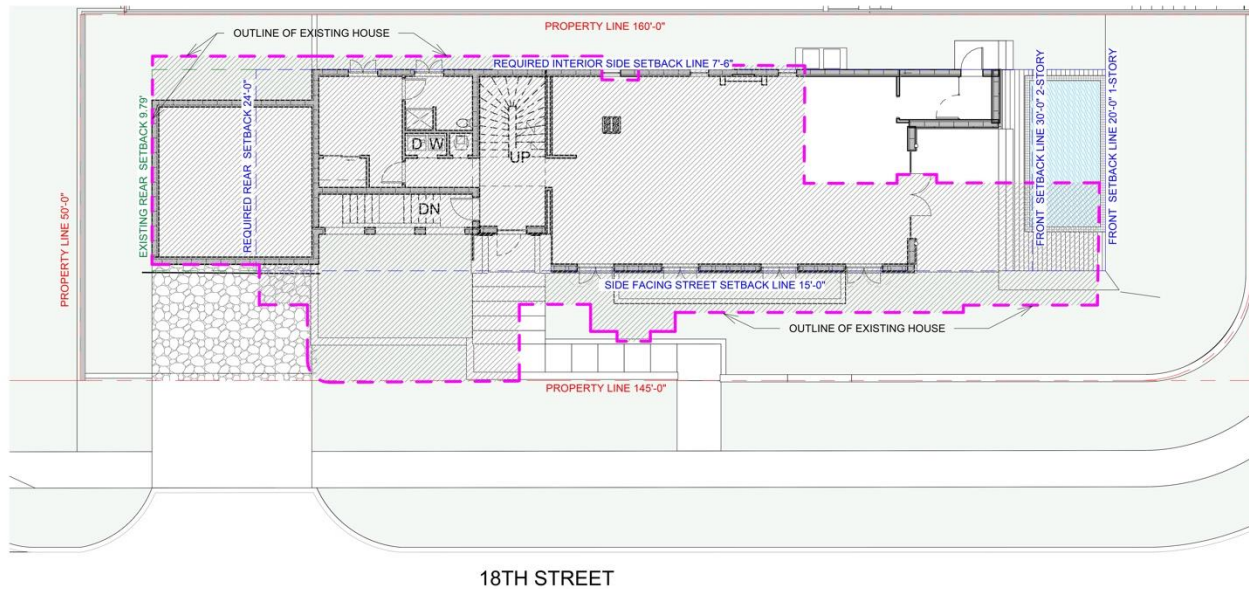 PROPERTY LINE 160'-0"
OUTLINE OF EXISTING HOUSE
REQUIRED INTERIOR SIDE SETBACK LINE 7'-6"
EXISTING REAR SETBACK 9.79'
REQUIRED REAR SETBACK 24'-0"
PROPERTY LINE 50'-0"
D W
UP
DN
FRONT SETBACK LINE 30'-0" 2-STORY
FRONT SETBACK LINE 20'-0" 1-STORY
SIDE FACING STREET SETBACK LINE 15'-0"
OUTLINE OF EXISTING HOUSE
PROPERTY LINE 145'-0"
18TH STREET